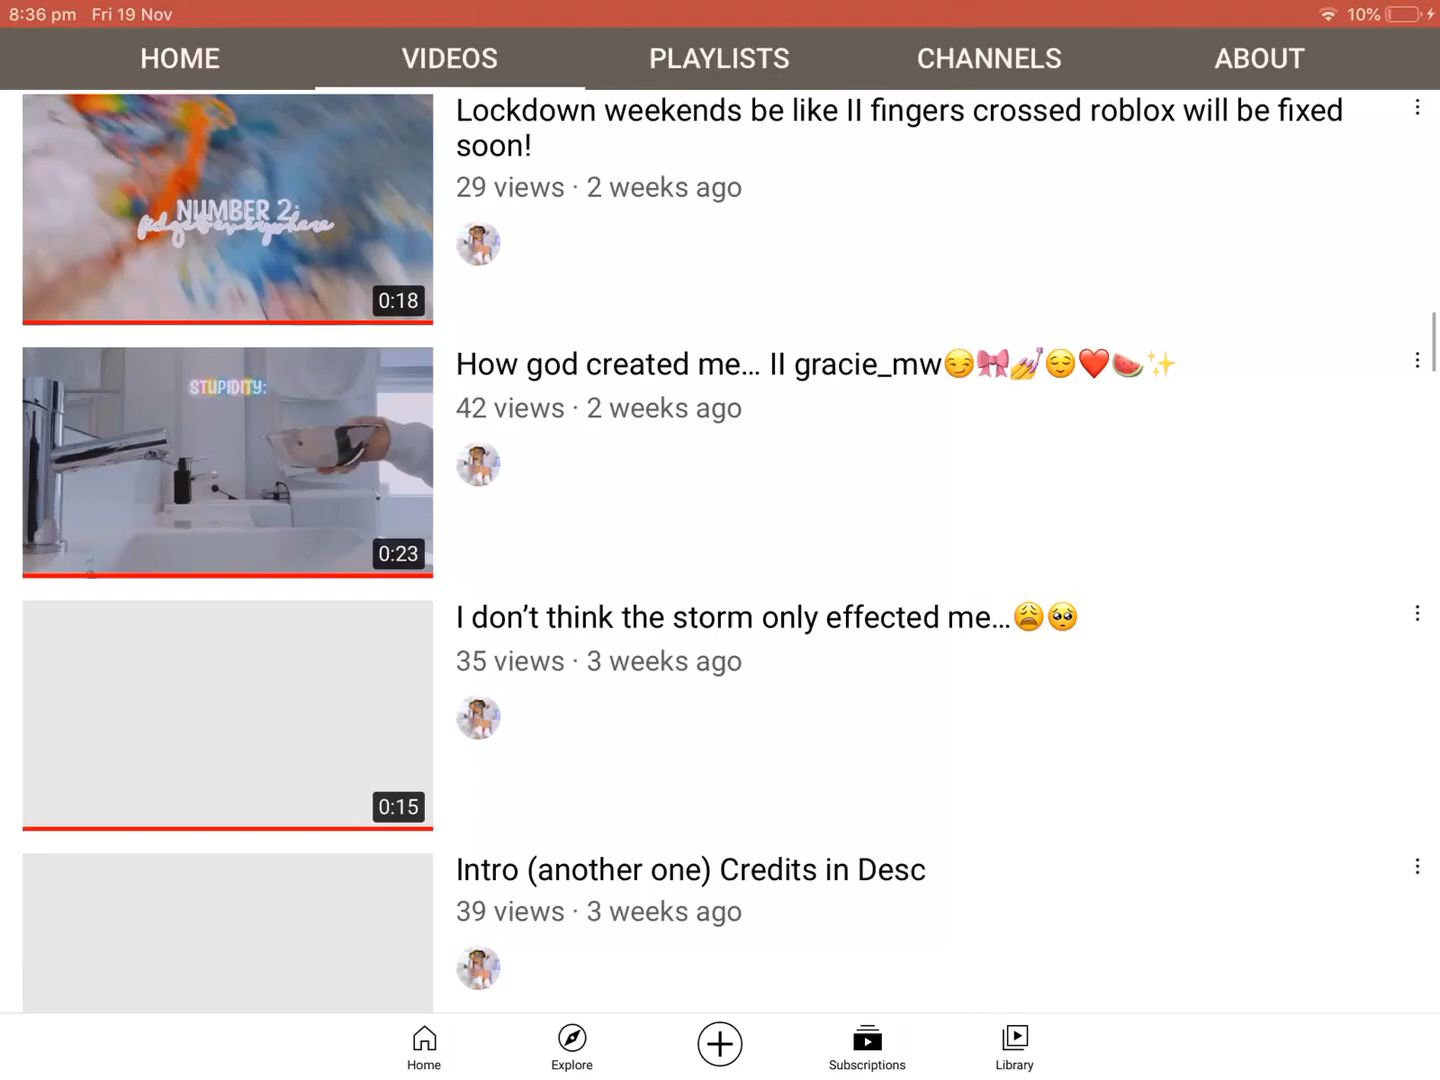 8:36 pm Fri 19 Nov 10%
HOME VIDEOS PLAYLISTS CHANNELS ABOUT
Lockdown weekends be like II fingers crossed roblox will be fixed
soon!
29 views · 2 weeks ago
NUMBER 2:
fidgets everywhere
0:18
How god created me... II gracie_mw😏🎀💅😌❤️🍉✨
42 views · 2 weeks ago
STUPIDITY:
0:23
I don’t think the storm only effected me...😩🥺
35 views · 3 weeks ago
0:15
Intro (another one) Credits in Desc
39 views · 3 weeks ago
Home Explore Subscriptions Library